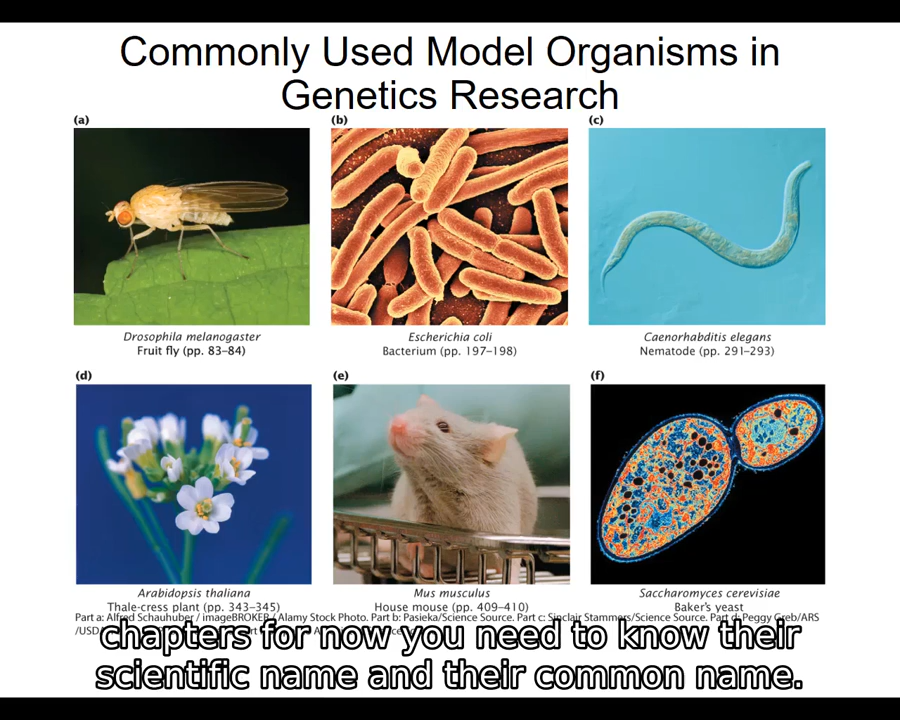 Commonly Used Model Organisms in
Genetics Research
(a)
(b)
(c)
Drosophila melanogaster
Fruit fly (pp. 83–84)
Escherichia coli
Bacterium (pp. 197–198)
Caenorhabditis elegans
Nematode (pp. 291–293)
(d)
(e)
(f)
Arabidopsis thaliana
Thale-cress plant (pp. 343–345)
Mus musculus
House mouse (pp. 409–410)
Saccharomyces cerevisiae
Baker's yeast
Part a: Alfred Schauhuber / imageBROKER / Alamy Stock Photo. Part b: Pasieka/Science Source. Part c: Sinclair Stammers/Science Source. Part d: Peggy Greb/ARS
/USD
chapters for now you need to know their
scientific name and their common name.